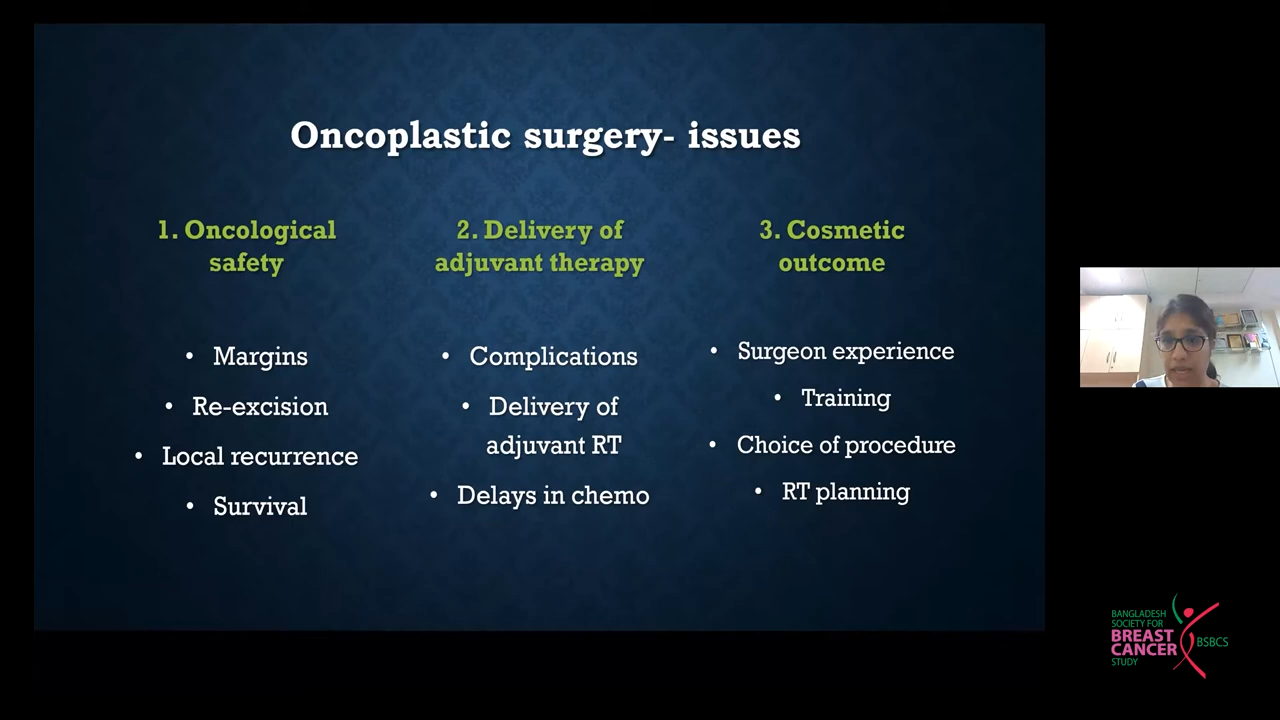 Oncoplastic surgery- issues
1. Oncological
safety
• Margins
• Re-excision
• Local recurrence
• Survival
2. Delivery of
adjuvant therapy
• Complications
• Delivery of
adjuvant RT
• Delays in chemo
3. Cosmetic
outcome
• Surgeon experience
• Training
• Choice of procedure
• RT planning
BANGLADESH
SOCIETY FOR
BREAST
CANCER
STUDY
BSBCS